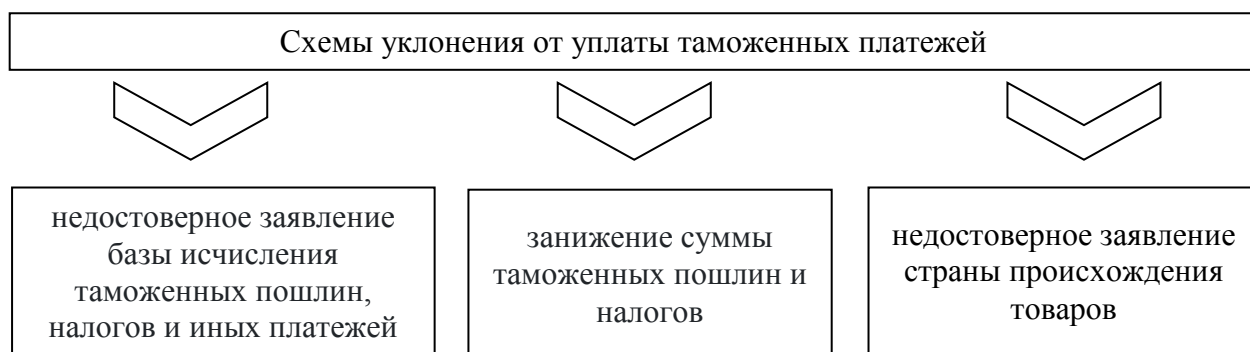 Схемы уклонения от уплаты таможенных платежей
недостоверное заявление
базы исчисления
таможенных пошлин,
налогов и иных платежей
занижение суммы
таможенных пошлин и
налогов
недостоверное заявление
страны происхождения
товаров